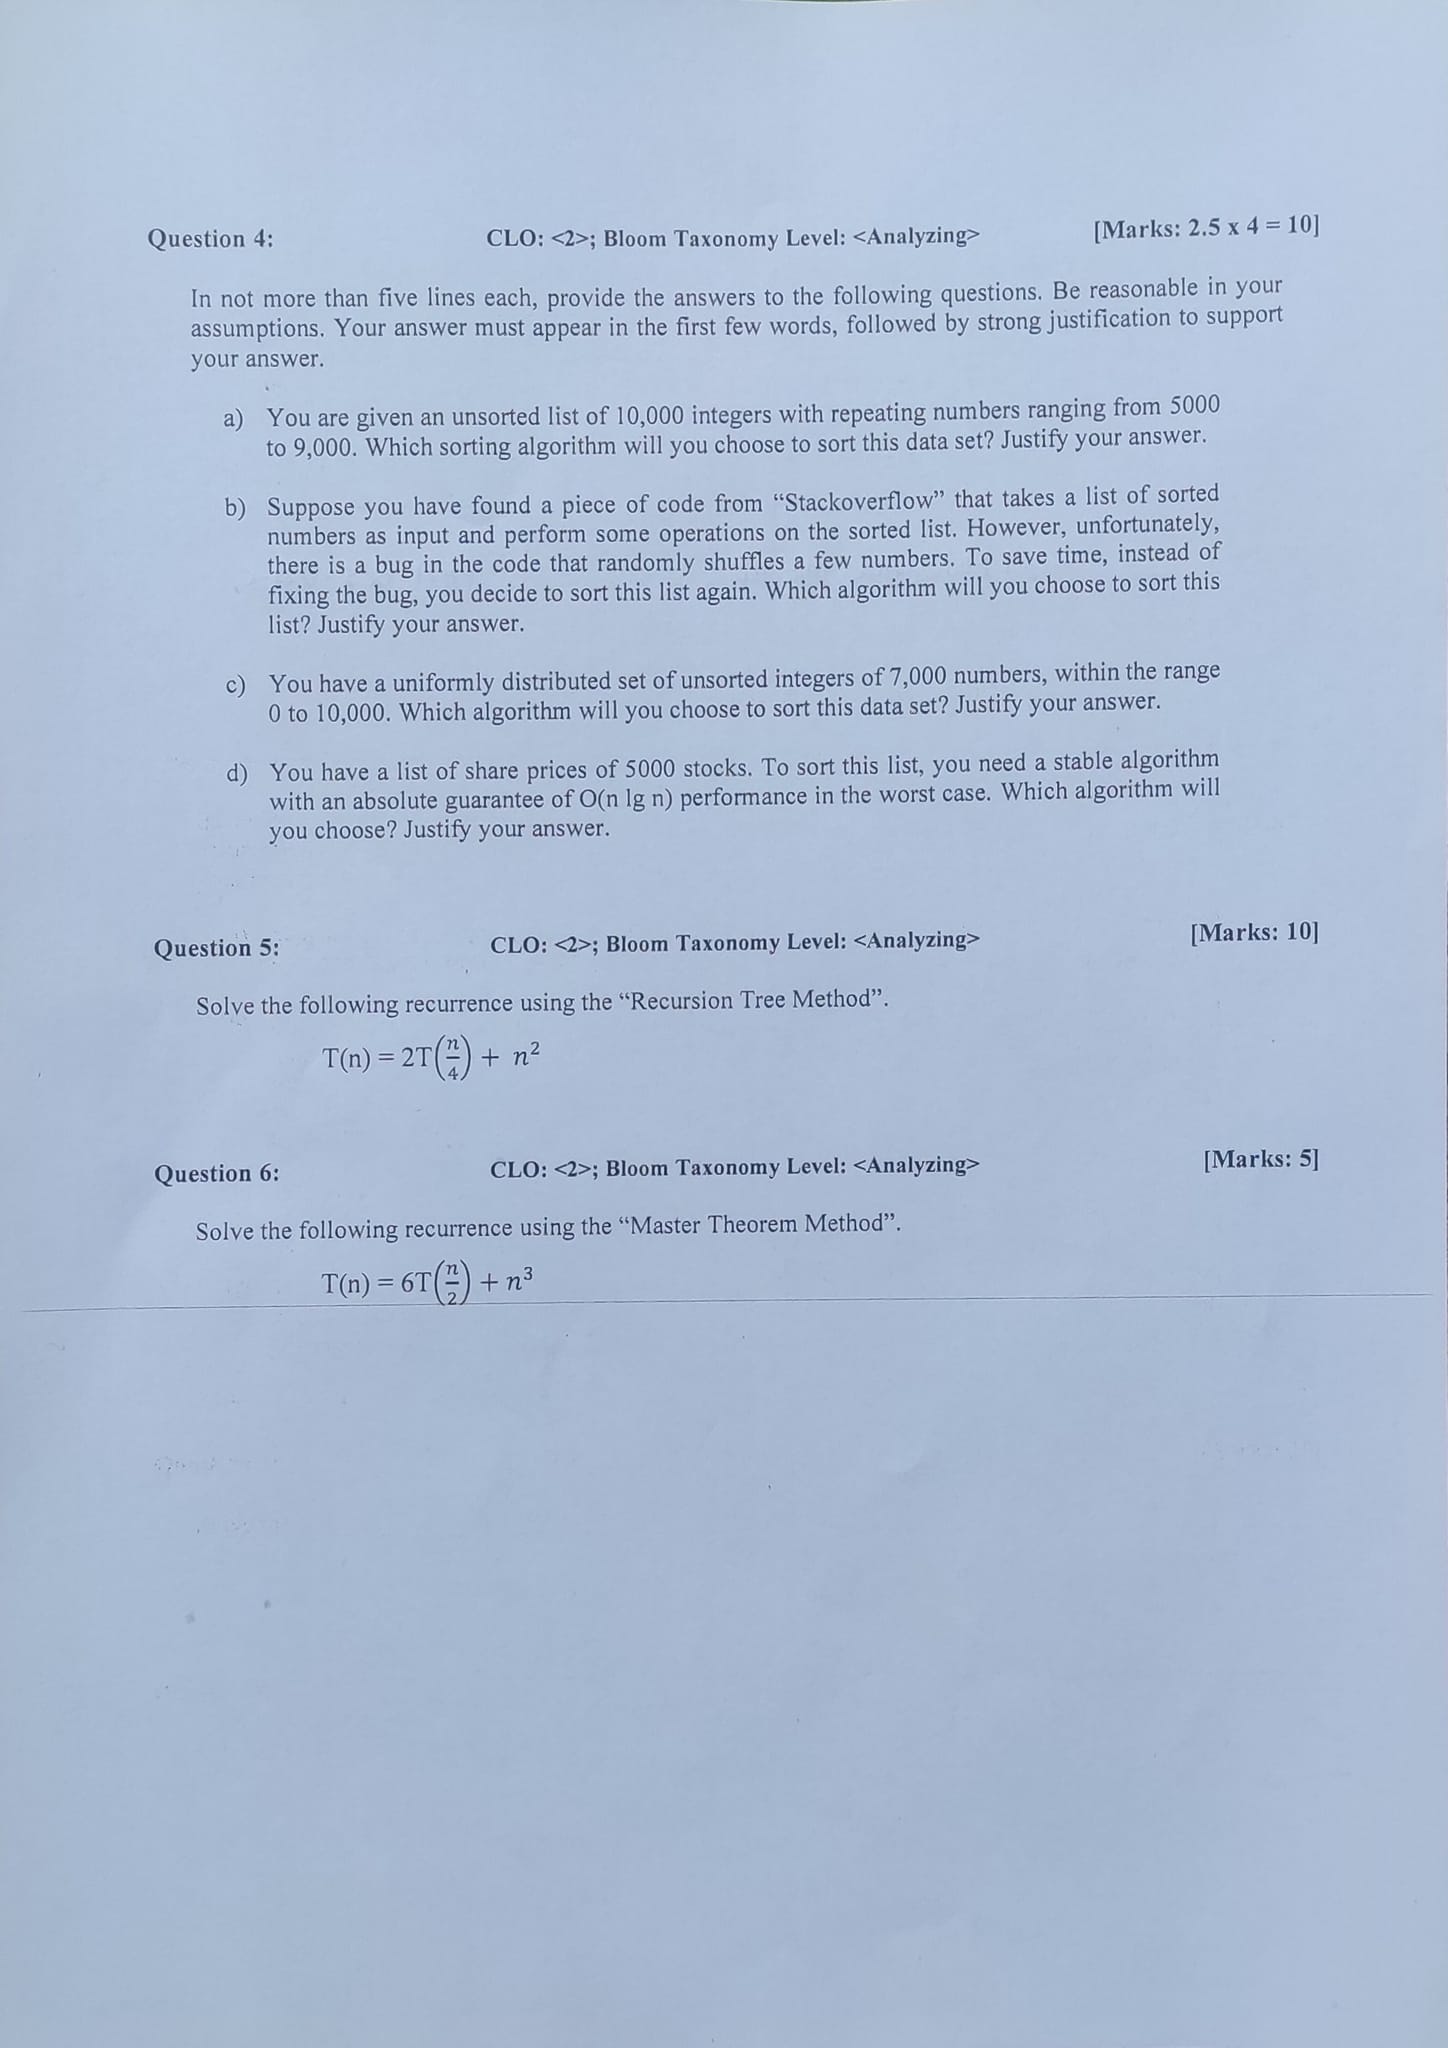 Question 4: CLO: <2>; Bloom Taxonomy Level: <Analyzing> [Marks: 2.5 x 4 = 10]
In not more than five lines each, provide the answers to the following questions. Be reasonable in your
assumptions. Your answer must appear in the first few words, followed by strong justification to support
your answer.
a) You are given an unsorted list of 10,000 integers with repeating numbers ranging from 5000
to 9,000. Which sorting algorithm will you choose to sort this data set? Justify your answer.
b) Suppose you have found a piece of code from “Stackoverflow” that takes a list of sorted
numbers as input and perform some operations on the sorted list. However, unfortunately,
there is a bug in the code that randomly shuffles a few numbers. To save time, instead of
fixing the bug, you decide to sort this list again. Which algorithm will you choose to sort this
list? Justify your answer.
c) You have a uniformly distributed set of unsorted integers of 7,000 numbers, within the range
0 to 10,000. Which algorithm will you choose to sort this data set? Justify your answer.
d) You have a list of share prices of 5000 stocks. To sort this list, you need a stable algorithm
with an absolute guarantee of O(n lg n) performance in the worst case. Which algorithm will
you choose? Justify your answer.
Question 5: CLO: <2>; Bloom Taxonomy Level: <Analyzing> [Marks: 10]
Solve the following recurrence using the “Recursion Tree Method”.
T(n) = 2T(n/4) + n²
Question 6: CLO: <2>; Bloom Taxonomy Level: <Analyzing> [Marks: 5]
Solve the following recurrence using the “Master Theorem Method”.
T(n) = 6T(n/2) + n³